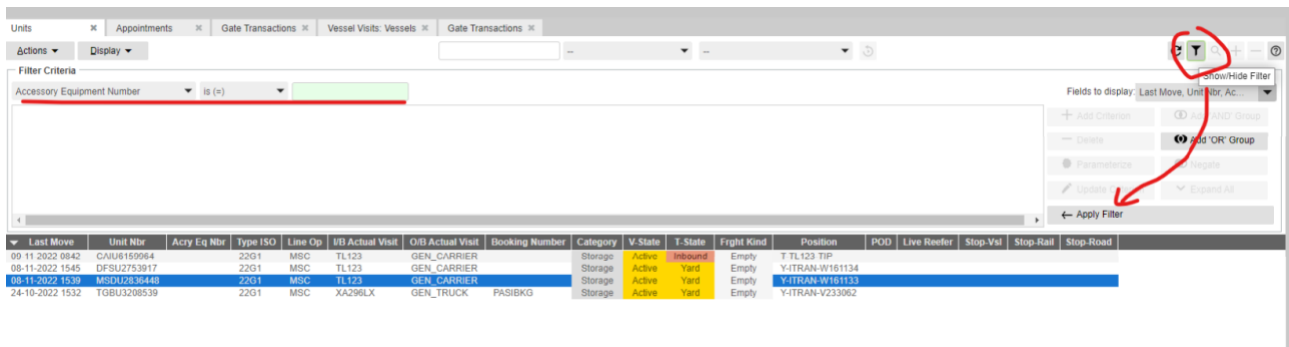 Units Appointments Gate Transactions Vessel Visits: Vessels Gate Transactions
Actions Display -- --
Show/Hide Filter
Filter Criteria
Accessory Equipment Number is (=) Fields to display: Last Move, Unit Nbr, Ac...
+ Add Criterion Add 'AND' Group
— Delete Add 'OR' Group
Parameterize Negate
Update Expand All
← Apply Filter
Last Move Unit Nbr Acry Eq Nbr Type ISO Line Op I/B Actual Visit O/B Actual Visit Booking Number Category V-State T-State Frght Kind Position POD Live Reefer Stop-Vsl Stop-Rail Stop-Road
09-11-2022 0842 CAIU6159964 22G1 MSC TL123 GEN_CARRIER Storage Active Inbound Empty T TL123 TIP
08-11-2022 1545 DFSU2753917 22G1 MSC TL123 GEN_CARRIER Storage Active Yard Empty Y-ITRAN-W161134
08-11-2022 1539 MSDU2836448 22G1 MSC TL123 GEN_CARRIER Storage Active Yard Empty Y-ITRAN-W161133
24-10-2022 1532 TGBU3208539 22G1 MSC XA296LX GEN_TRUCK PASIBKG Storage Active Yard Empty Y-ITRAN-V233062